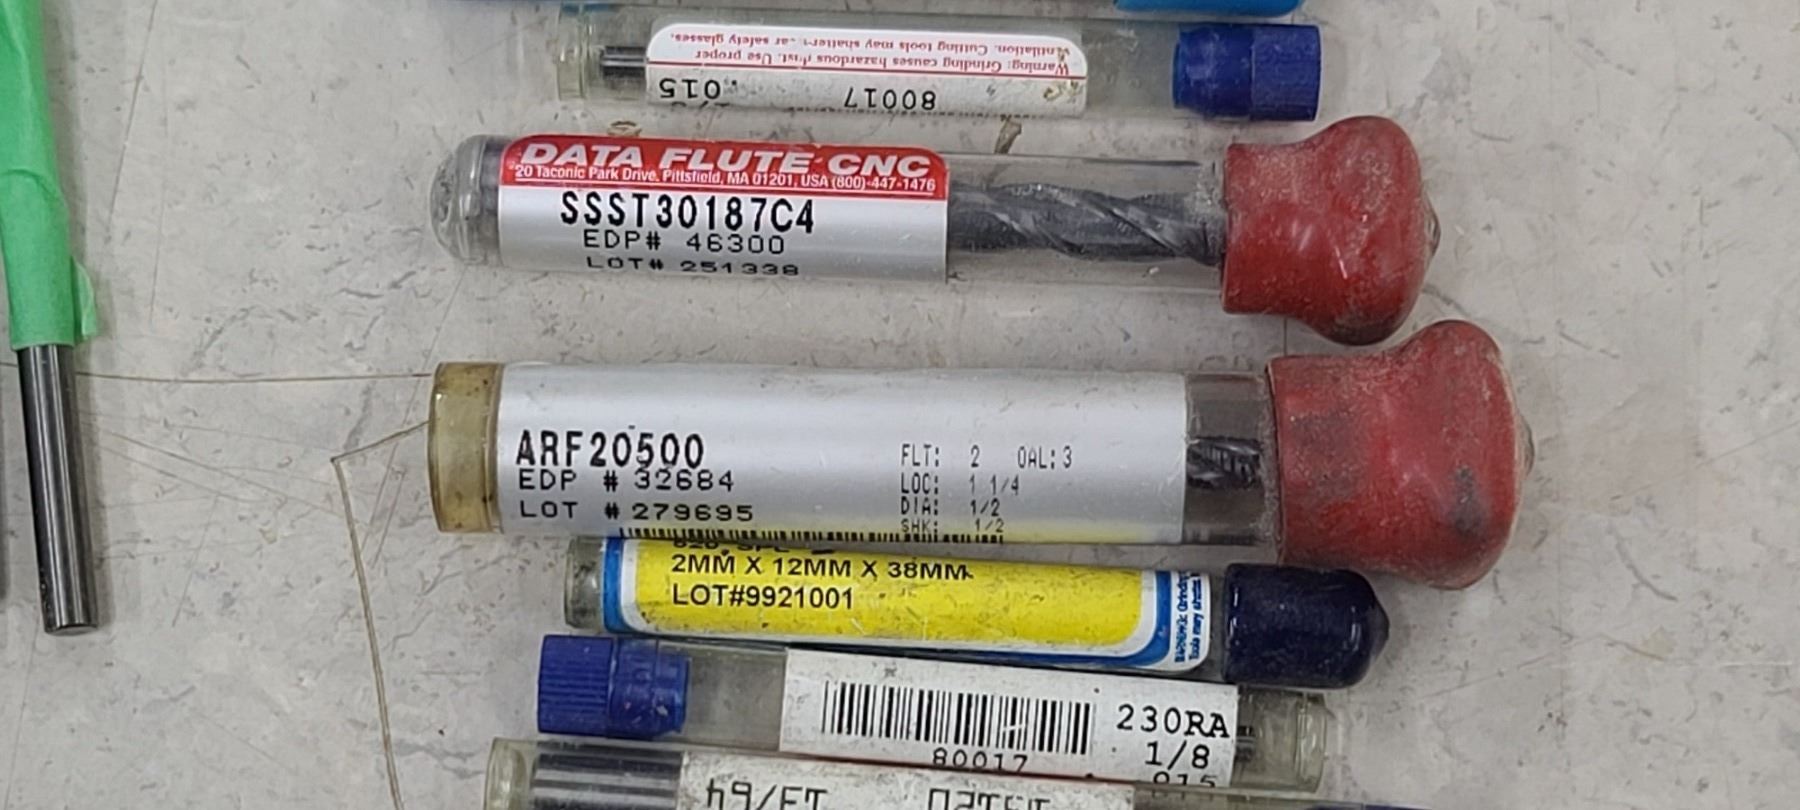 Warning: Grinding causes hazardous dust. Use proper
ventilation. Cutting tools may shatter. safety glasses.
80017
.015
DATA FLUTE CNC
20 Taconic Park Drive. Pittsfield, MA 01201, USA (800)-447-1476
SSST30187C4
EDP# 46300
LOT# 251338
ARF20500
EDP # 32684
LOT # 279695
FLT: 2 OAL: 3
LOC: 1 1/4
DIA: 1/2
SHK: 1/2
2MM X 12MM X 38MM
LOT#9921001
230RA
1/8
80017
015